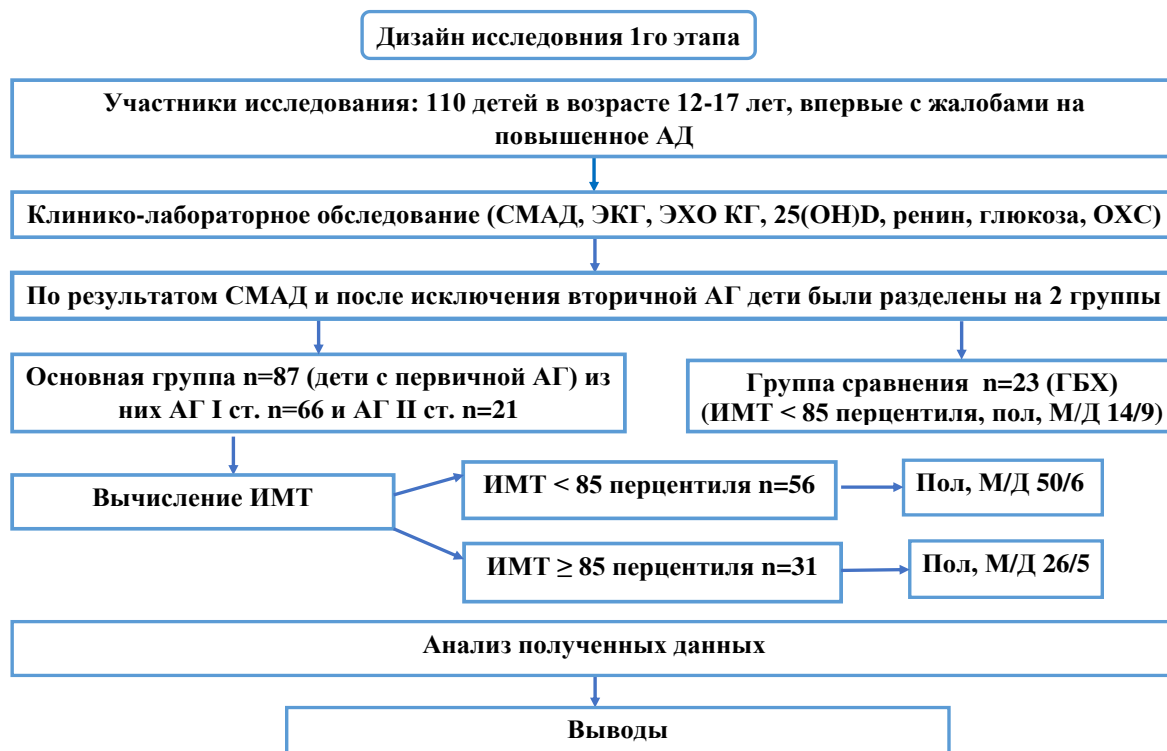 Дизайн исследовния 1го этапа
Участники исследования: 110 детей в возрасте 12-17 лет, впервые с жалобами на
повышенное АД
Клинико-лабораторное обследование (СМАД, ЭКГ, ЭХО КГ, 25(ОН)D, ренин, глюкоза, ОХС)
По результатом СМАД и после исключения вторичной АГ дети были разделены на 2 группы
Основная группа n=87 (дети с первичной АГ) из
них АГ I ст. n=66 и АГ II ст. n=21
Группа сравнения n=23 (ГБХ)
(ИМТ < 85 перцентиля, пол, М/Д 14/9)
Вычисление ИМТ
ИМТ < 85 перцентиля n=56
Пол, М/Д 50/6
ИМТ ≥ 85 перцентиля n=31
Пол, М/Д 26/5
Анализ полученных данных
Выводы